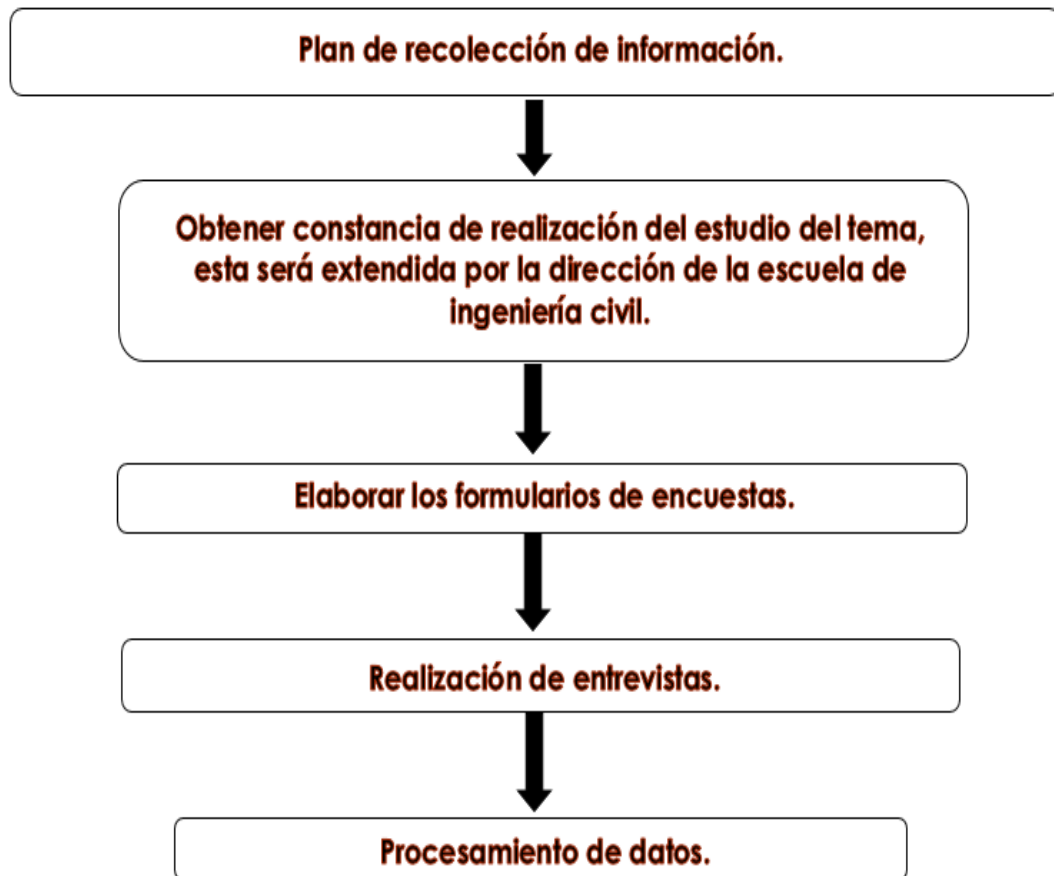 Plan de recolección de información.
Obtener constancia de realización del estudio del tema,
esta será extendida por la dirección de la escuela de
ingeniería civil.
Elaborar los formularios de encuestas.
Realización de entrevistas.
Procesamiento de datos.